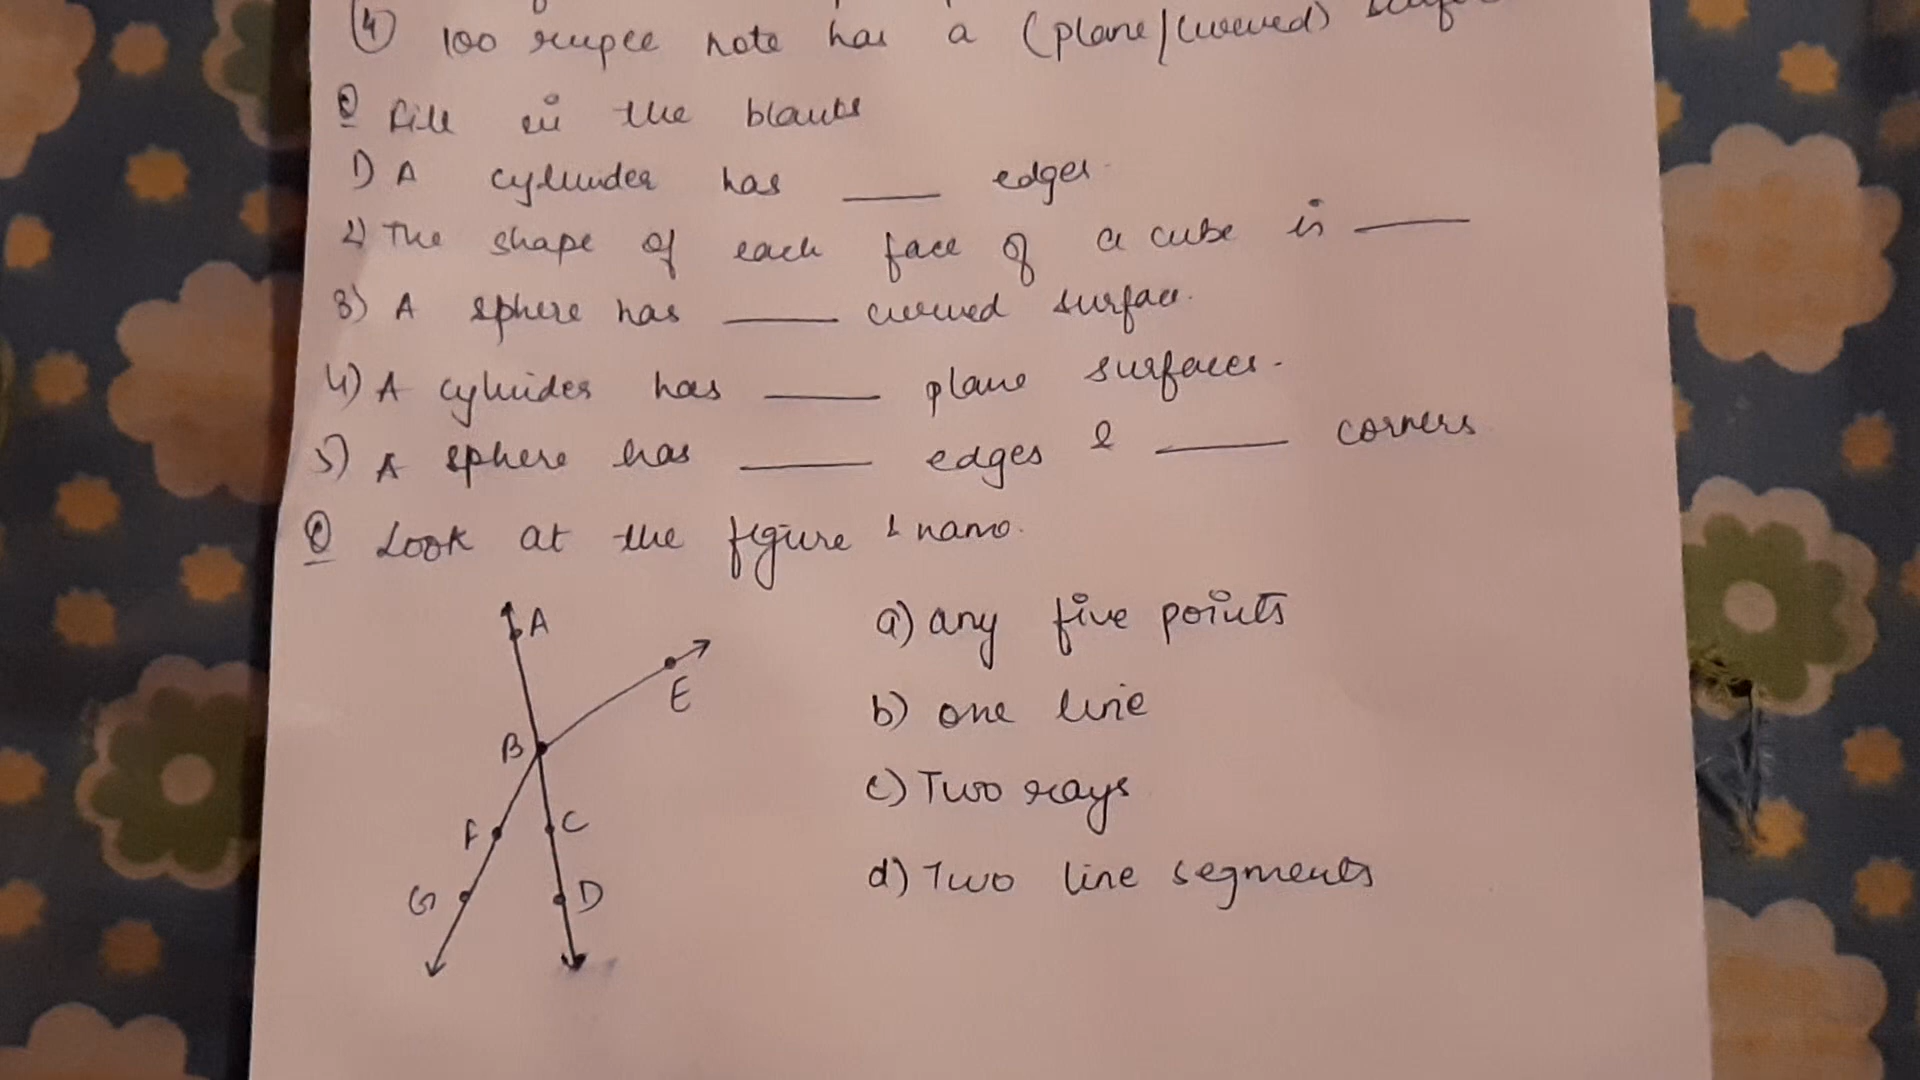 (4) 100 rupee note has a (plane/curved)
Q Fill in the blanks
1) A cylinder has ____ edges.
2) The shape of each face of a cube is ____
3) A sphere has ____ curved surface.
4) A cylinder has ____ plane surfaces.
5) A sphere has ____ edges & ____ corners
Q Look at the figure & name.
A
E
B
F
C
G
D
a) any five points
b) one line
c) Two rays
d) Two line segments